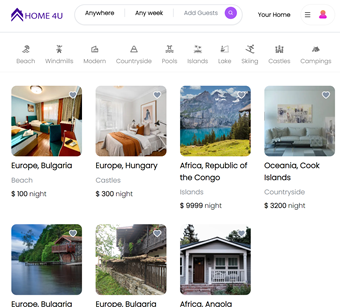 HOME 4U
Anywhere
Any week
Add Guests
Your Home
Beach
Windmills
Modern
Countryside
Pools
Islands
Lake
Skiing
Castles
Campings
Europe, Bulgaria
Beach
$ 100 night
Europe, Hungary
Castles
$ 300 night
Africa, Republic of
the Congo
Islands
$ 9999 night
Oceania, Cook
Islands
Countryside
$ 3200 night
Europe, Bulgaria
Europe, Bulgaria
Africa, Angola